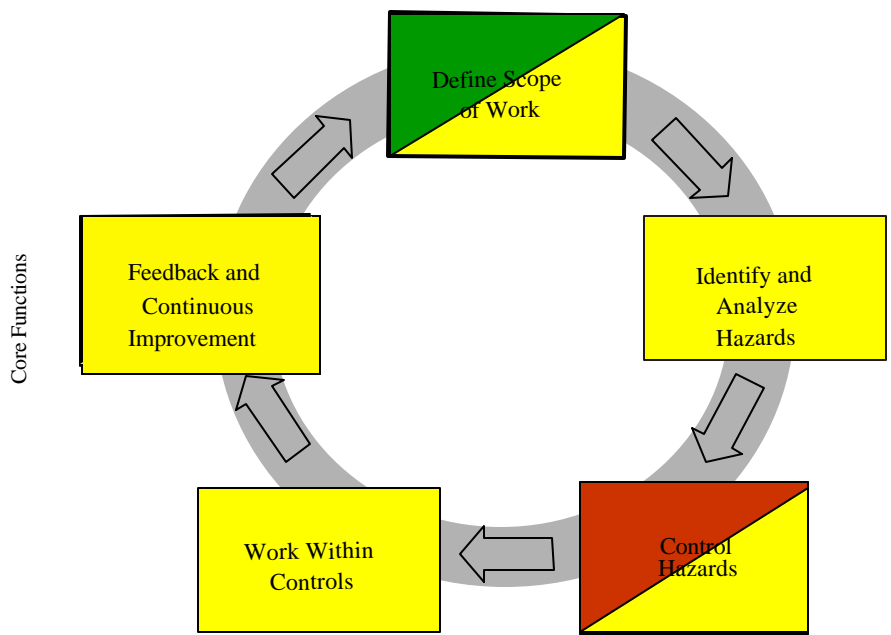 Define Scope
of Work
Identify and
Analyze
Hazards
Control
Hazards
Work Within
Controls
Feedback and
Continuous
Improvement
Core Functions